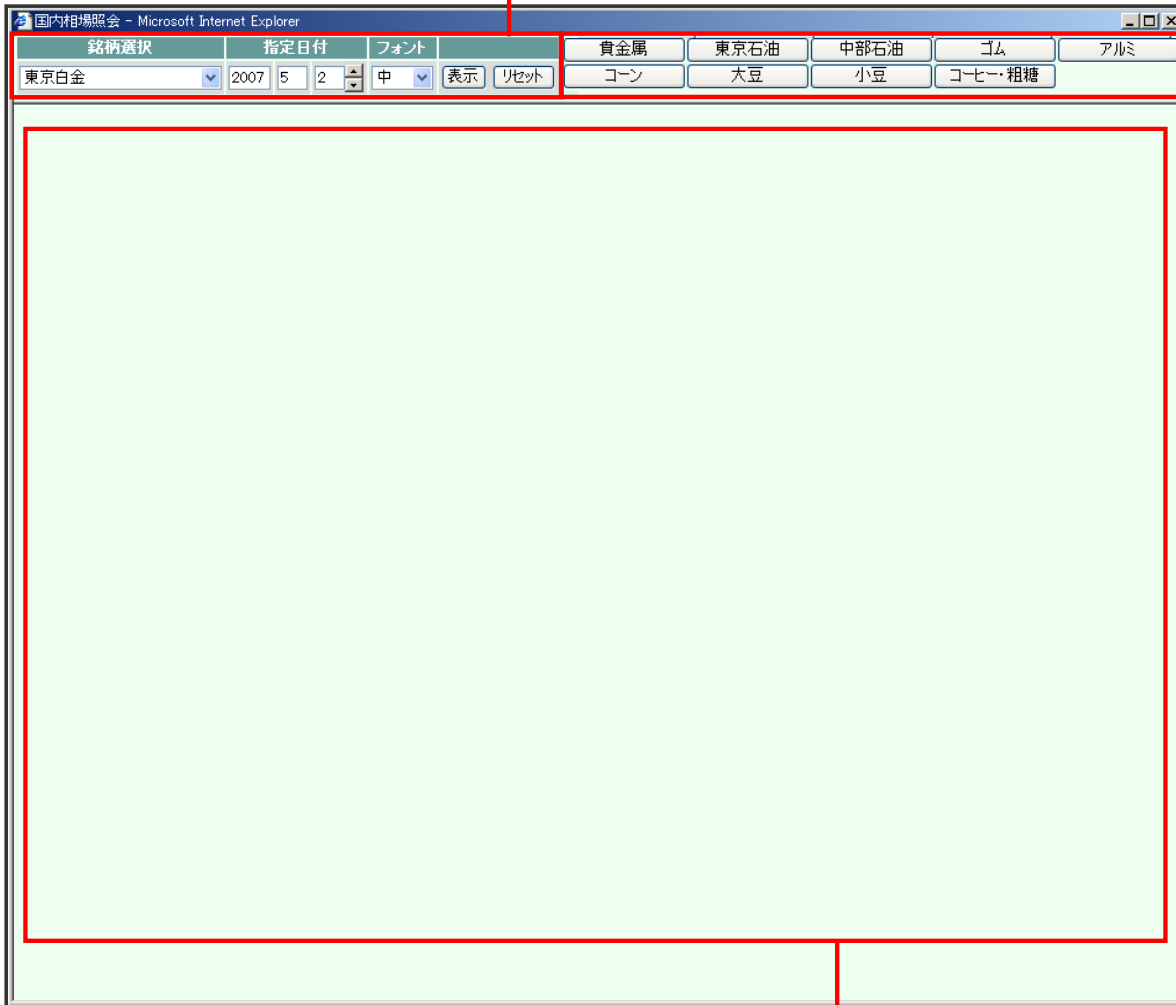 国内相場照会 - Microsoft Internet Explorer
銘柄選択 指定日付 フォント
東京白金 2007 5 2 中 表示 リセット
貴金属 東京石油 中部石油 ゴム アルミ
コーン 大豆 小豆 コーヒー・粗糖